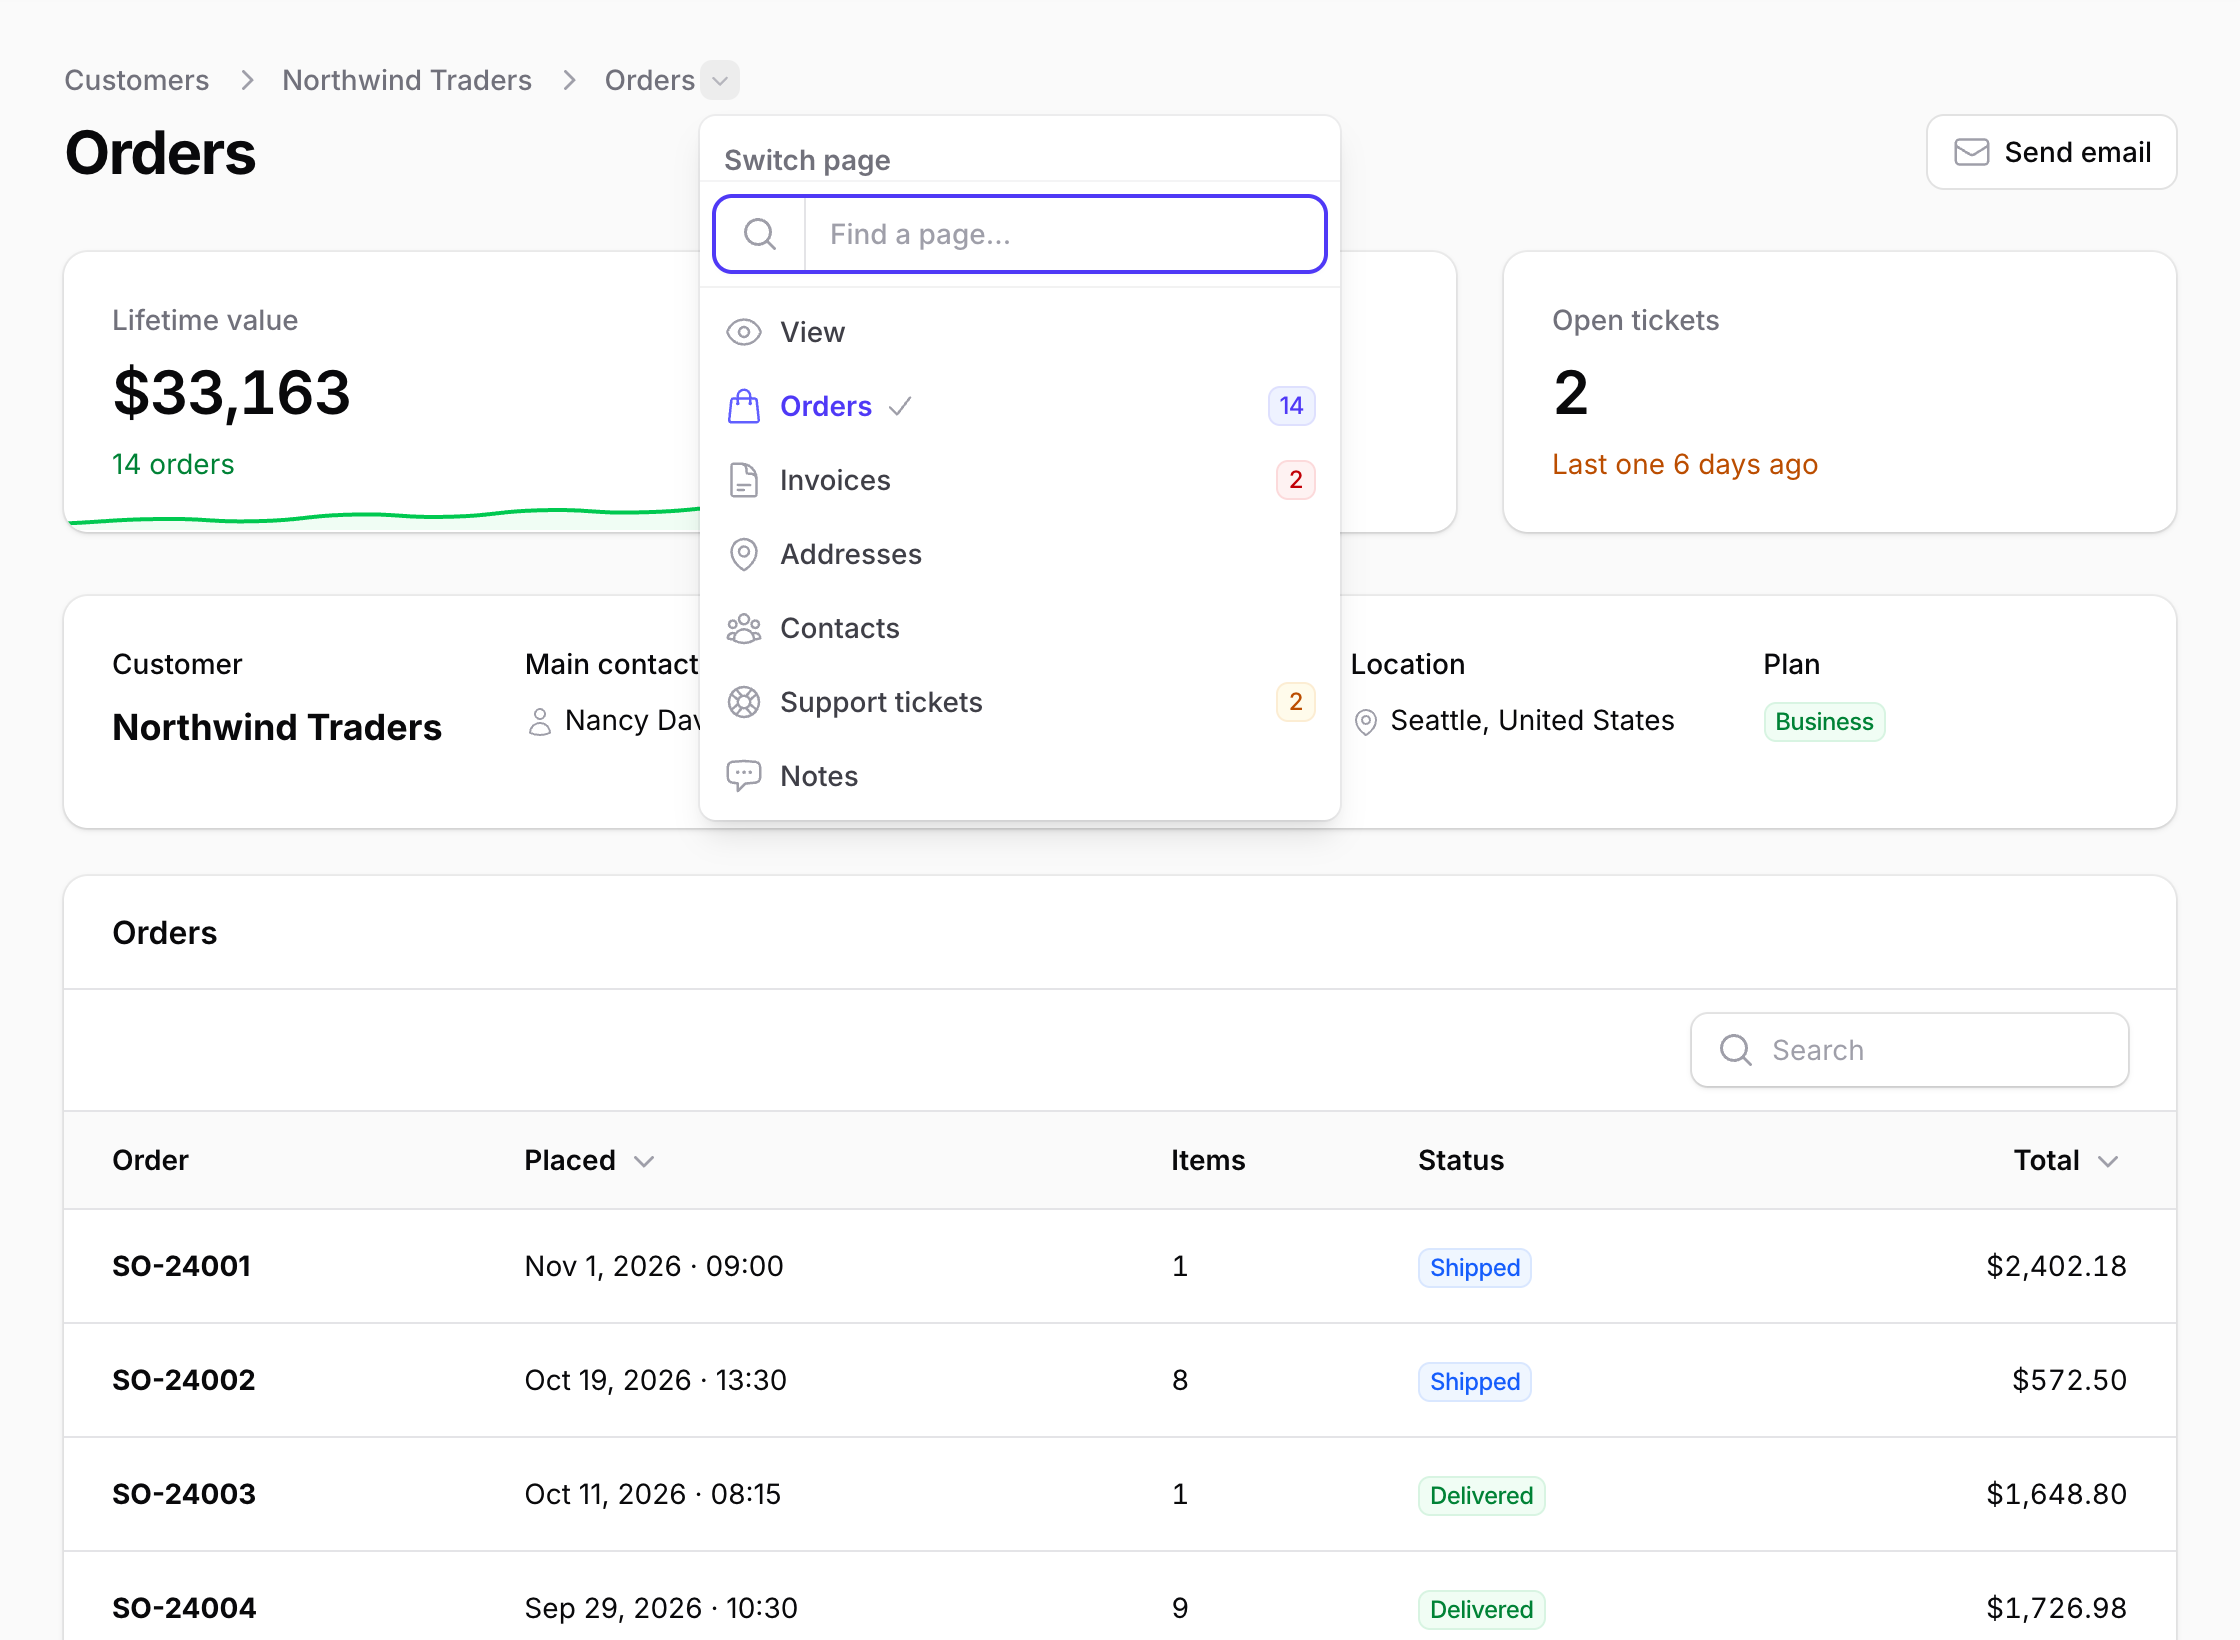 Customers > Northwind Traders > Orders
Orders
Send email
Switch page
Find a page...
View
Orders 14
Invoices 2
Addresses
Contacts
Support tickets 2
Notes
Lifetime value
$33,163
14 orders
Open tickets
2
Last one 6 days ago
Customer
Northwind Traders
Main contact
Nancy
Location
Seattle, United States
Plan
Business
Orders
Search
Order Placed Items Status Total
SO-24001 Nov 1, 2026 · 09:00 1 Shipped $2,402.18
SO-24002 Oct 19, 2026 · 13:30 8 Shipped $572.50
SO-24003 Oct 11, 2026 · 08:15 1 Delivered $1,648.80
SO-24004 Sep 29, 2026 · 10:30 9 Delivered $1,726.98